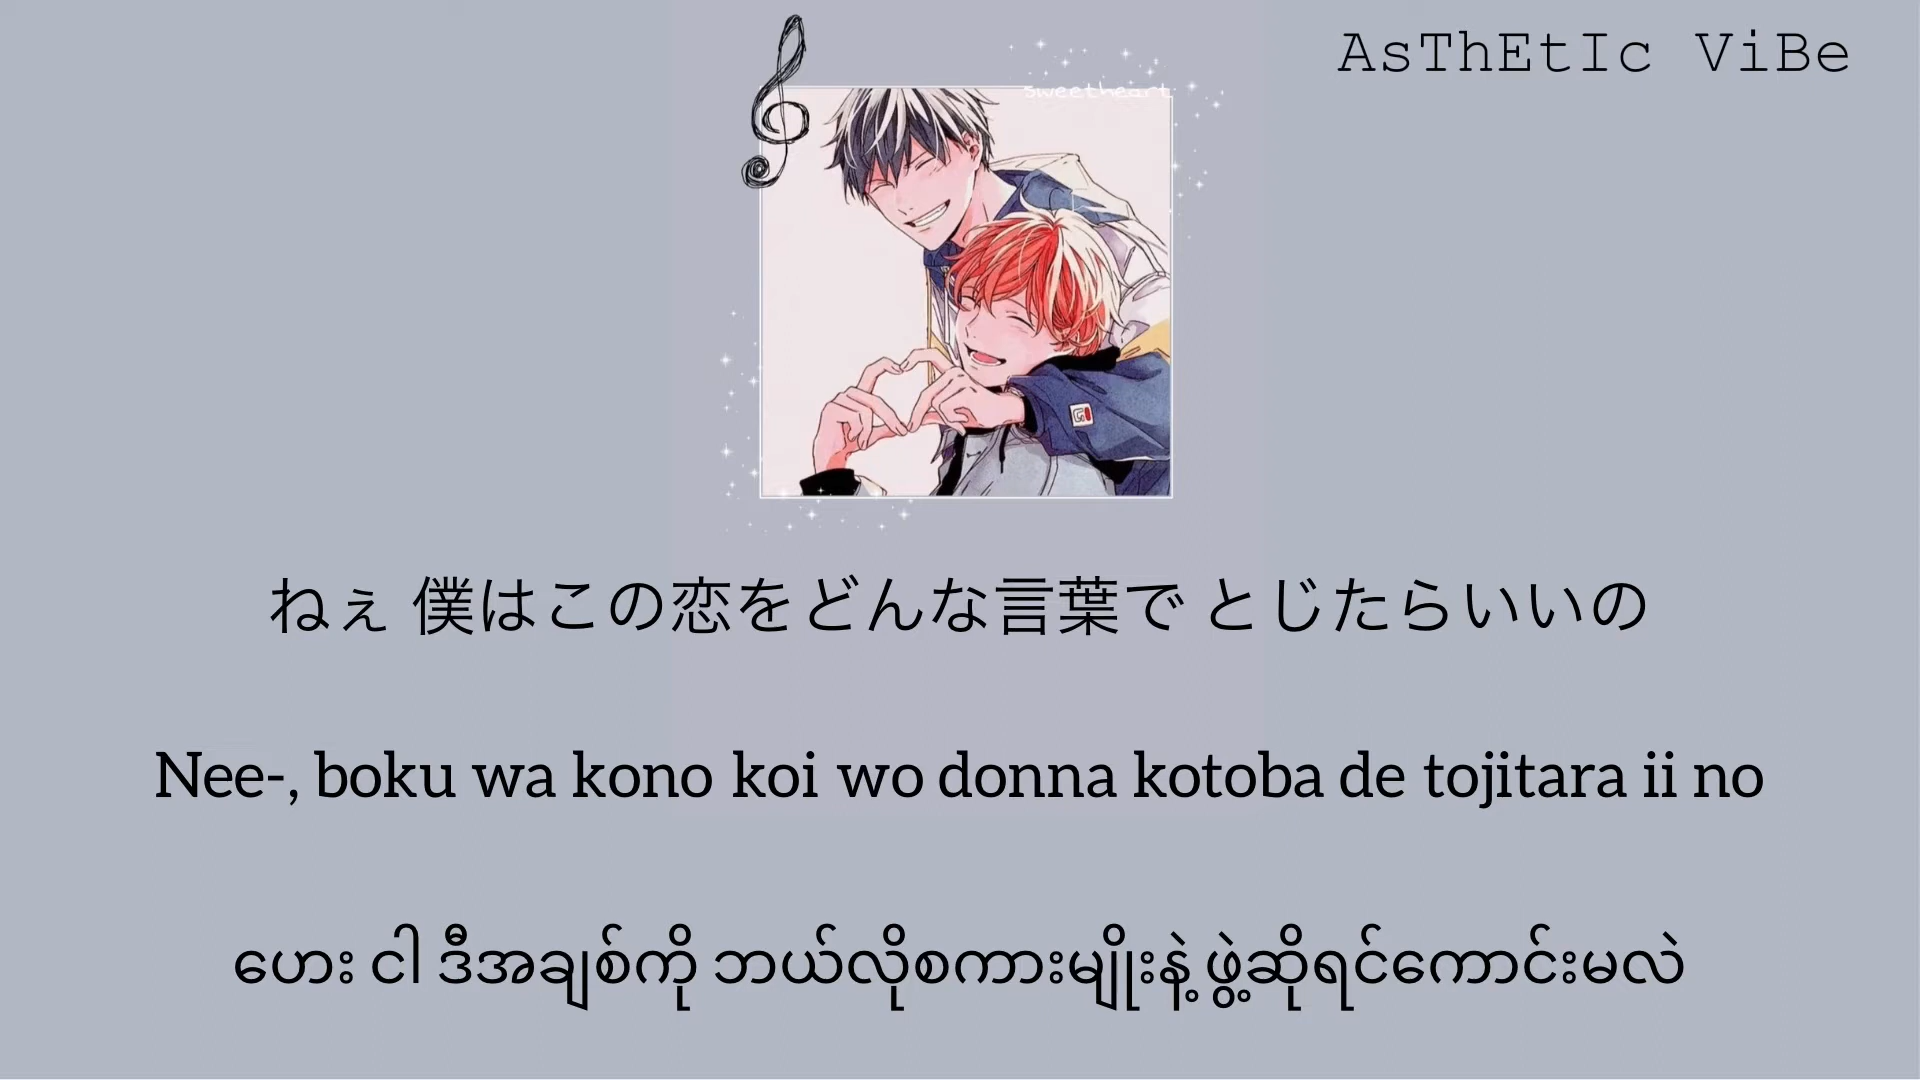 AsThEtIc ViBe
sweetheart
ねぇ 僕はこの恋をどんな言葉で とじたらいいの
Nee-, boku wa kono koi wo donna kotoba de tojitara ii no
ဟေး ငါ ဒီအချစ်ကို ဘယ်လိုစကားမျိုးနဲ့ ဖွဲ့ဆိုရင်ကောင်းမလဲ